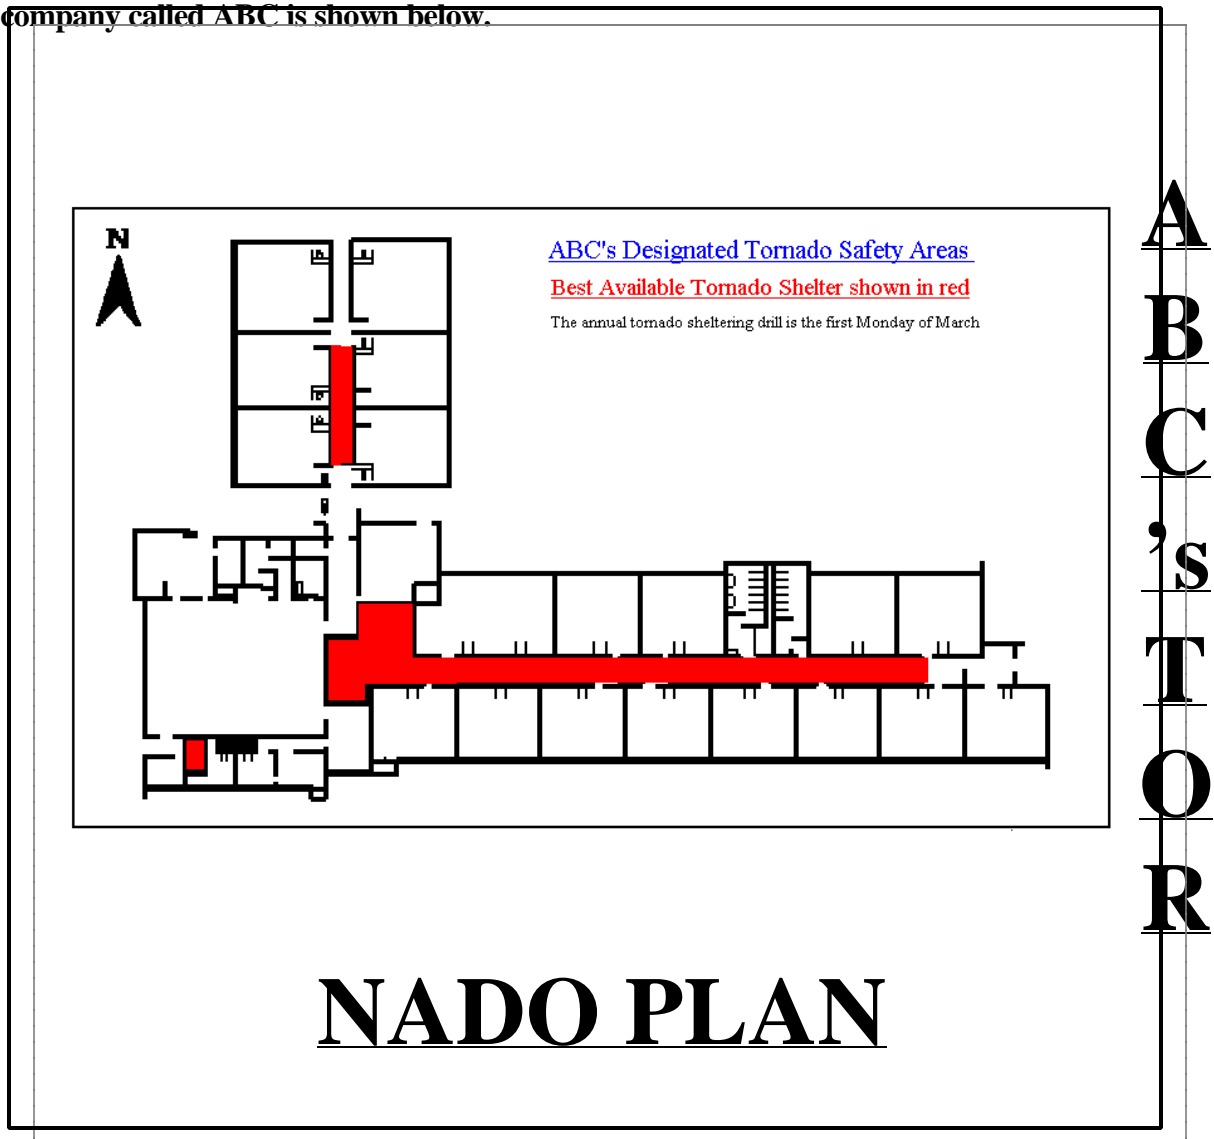 company called ABC is shown below.
N
ABC's Designated Tornado Safety Areas
Best Available Tornado Shelter shown in red
The annual tornado sheltering drill is the first Monday of March
A
B
C
’s
T
O
R
NADO PLAN